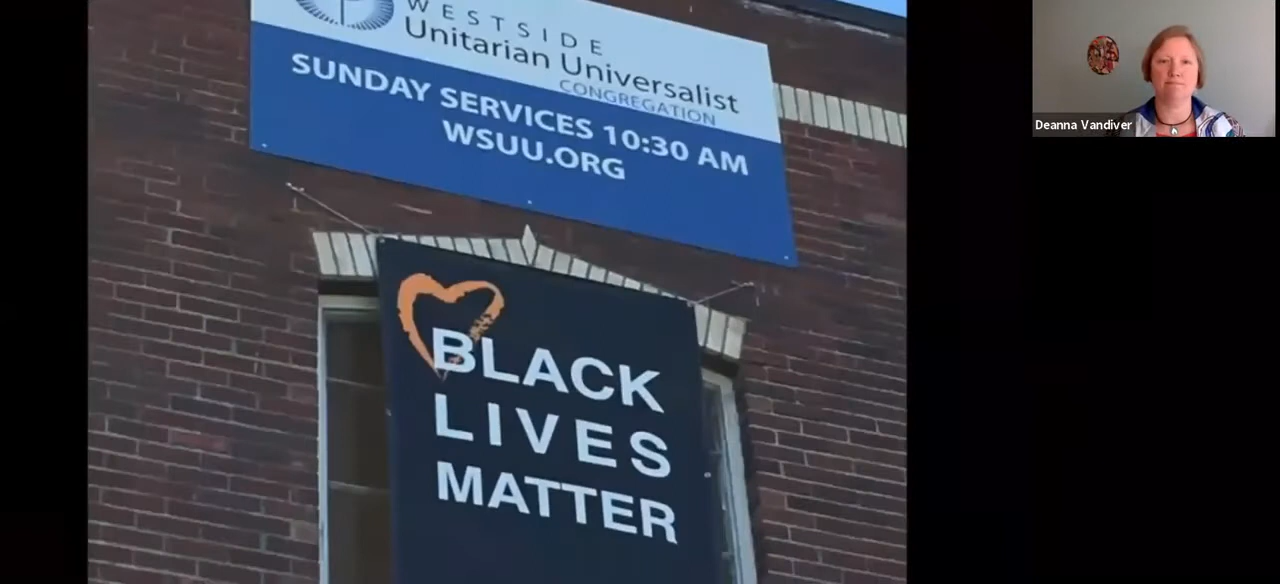 WESTSIDE
Unitarian Universalist
CONGREGATION
SUNDAY SERVICES 10:30 AM
WSUU.ORG
BLACK
LIVES
MATTER
Deanna Vandiver